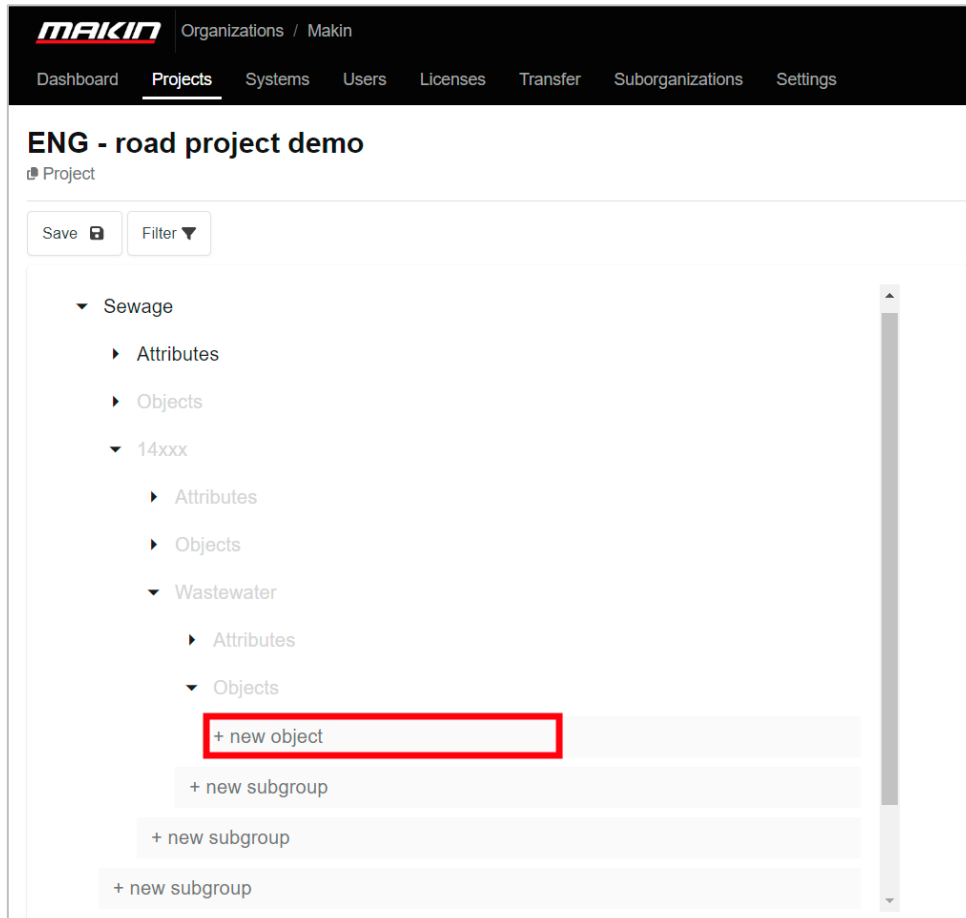 MAKIN Organizations / Makin
Dashboard Projects Systems Users Licenses Transfer Suborganizations Settings
ENG - road project demo
Project
Save Filter
Sewage
Attributes
Objects
14xxx
Attributes
Objects
Wastewater
Attributes
Objects
+ new object
+ new subgroup
+ new subgroup
+ new subgroup